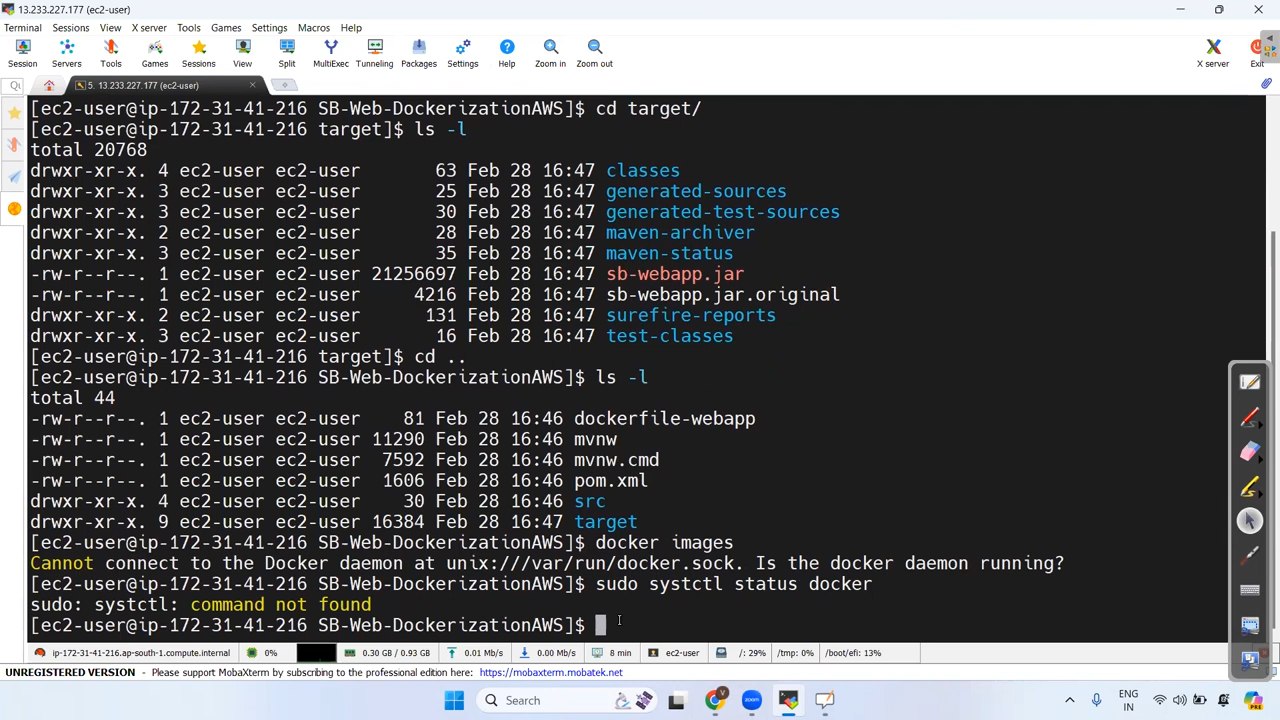 13.233.227.177 (ec2-user)
Terminal Sessions View X server Tools Games Settings Macros Help
Session Servers Tools Games Sessions View Split MultiExec Tunneling Packages Settings Help Zoom in Zoom out X server Exit
5. 13.233.227.177 (ec2-user)
[ec2-user@ip-172-31-41-216 SB-Web-DockerizationAWS]$ cd target/
[ec2-user@ip-172-31-41-216 target]$ ls -l
total 20768
drwxr-xr-x. 4 ec2-user ec2-user 63 Feb 28 16:47 classes
drwxr-xr-x. 3 ec2-user ec2-user 25 Feb 28 16:47 generated-sources
drwxr-xr-x. 3 ec2-user ec2-user 30 Feb 28 16:47 generated-test-sources
drwxr-xr-x. 2 ec2-user ec2-user 28 Feb 28 16:47 maven-archiver
drwxr-xr-x. 3 ec2-user ec2-user 35 Feb 28 16:47 maven-status
-rw-r--r--. 1 ec2-user ec2-user 21256697 Feb 28 16:47 sb-webapp.jar
-rw-r--r--. 1 ec2-user ec2-user 4216 Feb 28 16:47 sb-webapp.jar.original
drwxr-xr-x. 2 ec2-user ec2-user 131 Feb 28 16:47 surefire-reports
drwxr-xr-x. 3 ec2-user ec2-user 16 Feb 28 16:47 test-classes
[ec2-user@ip-172-31-41-216 target]$ cd ..
[ec2-user@ip-172-31-41-216 SB-Web-DockerizationAWS]$ ls -l
total 44
-rw-r--r--. 1 ec2-user ec2-user 81 Feb 28 16:46 dockerfile-webapp
-rw-r--r--. 1 ec2-user ec2-user 11290 Feb 28 16:46 mvnw
-rw-r--r--. 1 ec2-user ec2-user 7592 Feb 28 16:46 mvnw.cmd
-rw-r--r--. 1 ec2-user ec2-user 1606 Feb 28 16:46 pom.xml
drwxr-xr-x. 4 ec2-user ec2-user 30 Feb 28 16:46 src
drwxr-xr-x. 9 ec2-user ec2-user 16384 Feb 28 16:47 target
[ec2-user@ip-172-31-41-216 SB-Web-DockerizationAWS]$ docker images
Cannot connect to the Docker daemon at unix:///var/run/docker.sock. Is the docker daemon running?
[ec2-user@ip-172-31-41-216 SB-Web-DockerizationAWS]$ sudo systctl status docker
sudo: systctl: command not found
[ec2-user@ip-172-31-41-216 SB-Web-DockerizationAWS]$
ip-172-31-41-216.ap-south-1.compute.internal 0% 0.30 GB / 0.93 GB 0.01 Mb/s 0.00 Mb/s 8 min ec2-user /: 29% /tmp: 0% /boot/efi: 13%
UNREGISTERED VERSION - Please support MobaXterm by subscribing to the professional edition here: https://mobaxterm.mobatek.net
Search ENG
IN